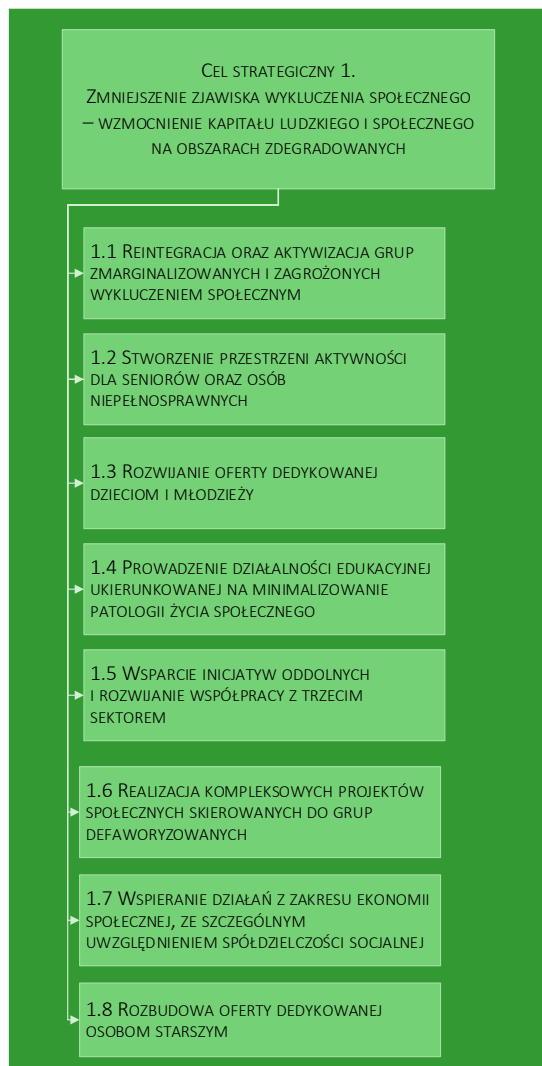 Cel strategiczny 1.
Zmniejszenie zjawiska wykluczenia społecznego
– wzmocnienie kapitału ludzkiego i społecznego
na obszarach zdegradowanych
1.1 Reintegracja oraz aktywizacja grup
zmarginalizowanych i zagrożonych
wykluczeniem społecznym
1.2 Stworzenie przestrzeni aktywności
dla seniorów oraz osób
niepełnosprawnych
1.3 Rozwijanie oferty dedykowanej
dzieciom i młodzieży
1.4 Prowadzenie działalności edukacyjnej
ukierunkowanej na minimalizowanie
patologii życia społecznego
1.5 Wsparcie inicjatyw oddolnych
i rozwijanie współpracy z trzecim
sektorem
1.6 Realizacja kompleksowych projektów
społecznych skierowanych do grup
defaworyzowanych
1.7 Wspieranie działań z zakresu ekonomii
społecznej, ze szczególnym
uwzględnieniem spółdzielczości socjalnej
1.8 Rozbudowa oferty dedykowanej
osobom starszym